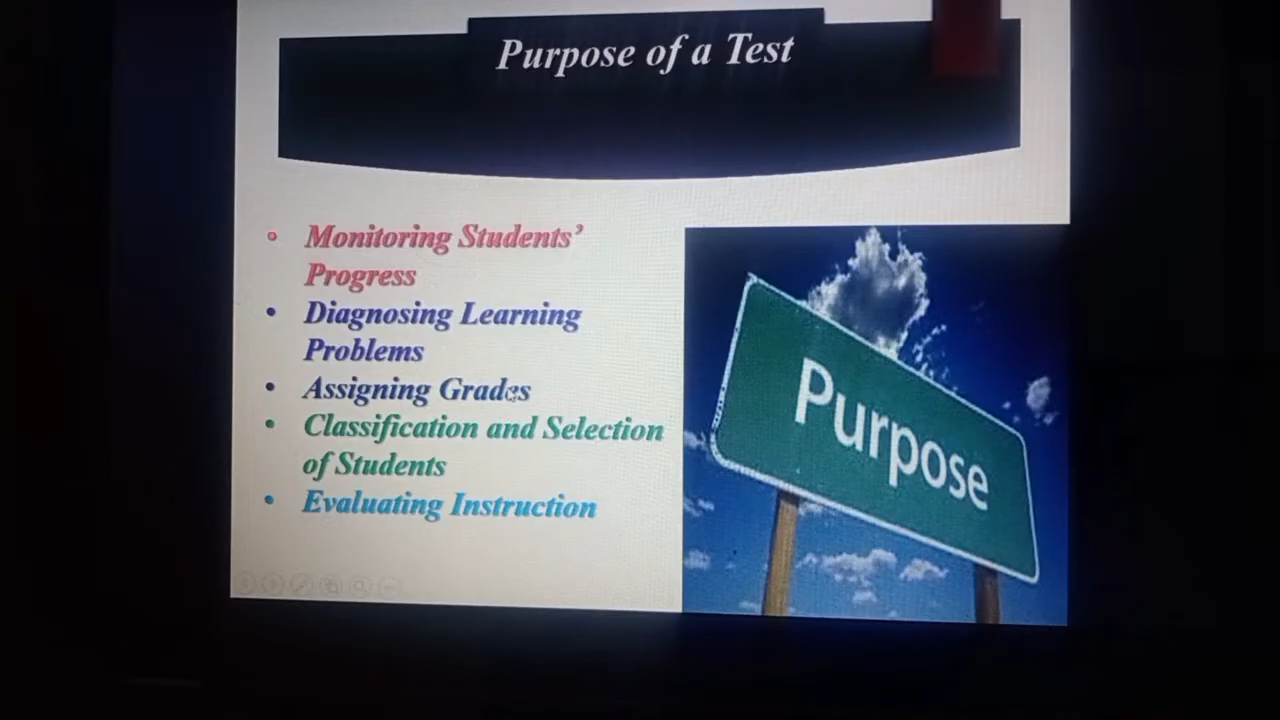 Purpose of a Test
Monitoring Students'
Progress
Diagnosing Learning
Problems
Assigning Grades
Classification and Selection
of Students
Evaluating Instruction
Purpose